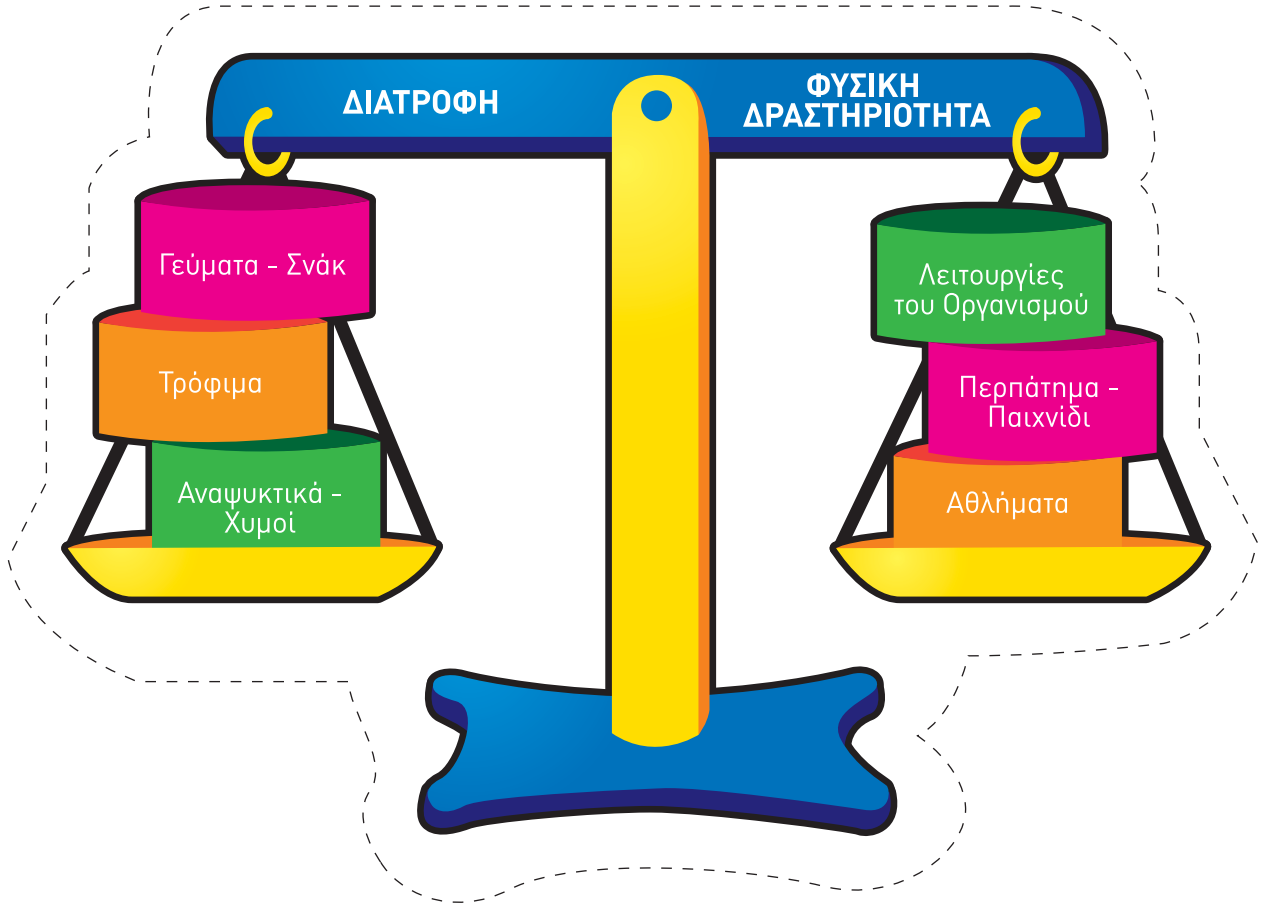 ΔΙΑΤΡΟΦΗ
ΦΥΣΙΚΗ
ΔΡΑΣΤΗΡΙΟΤΗΤΑ
Γεύματα - Σνάκ
Τρόφιμα
Αναψυκτικά -
Χυμοί
Λειτουργίες
του Οργανισμού
Περπάτημα -
Παιχνίδι
Αθλήματα